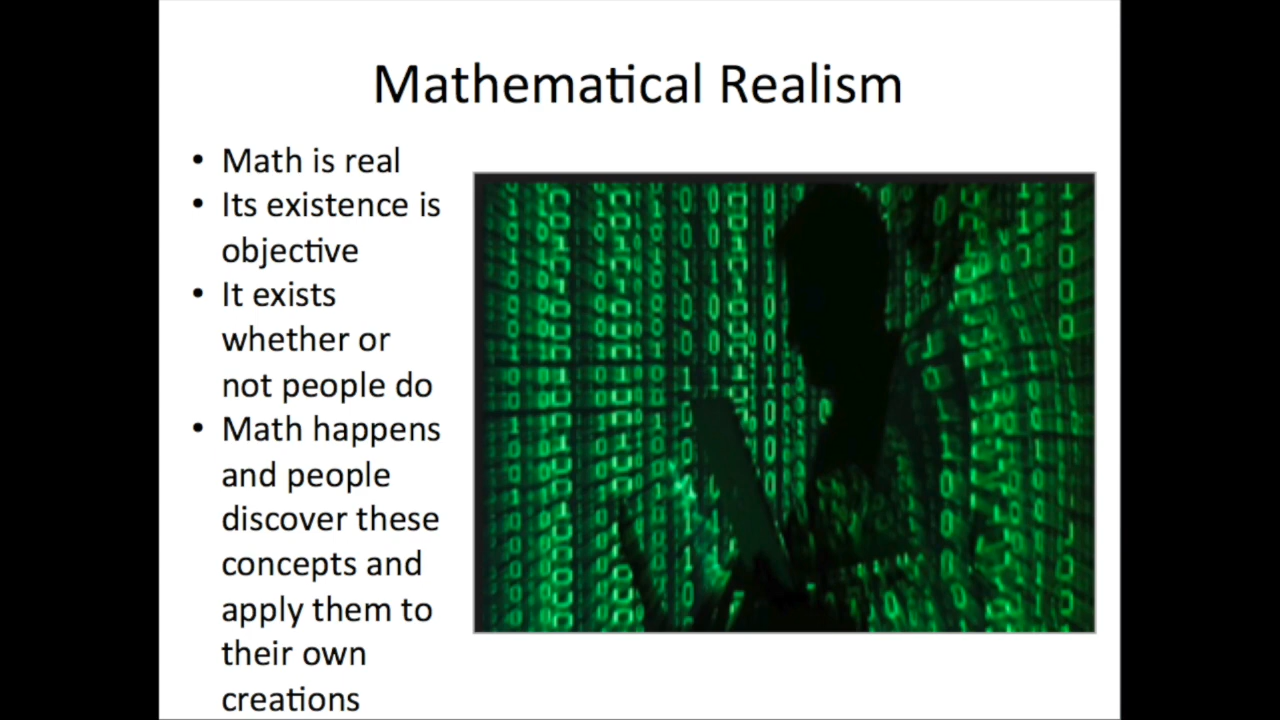 Mathematical Realism
• Math is real
• Its existence is
objective
• It exists
whether or
not people do
• Math happens
and people
discover these
concepts and
apply them to
their own
creations